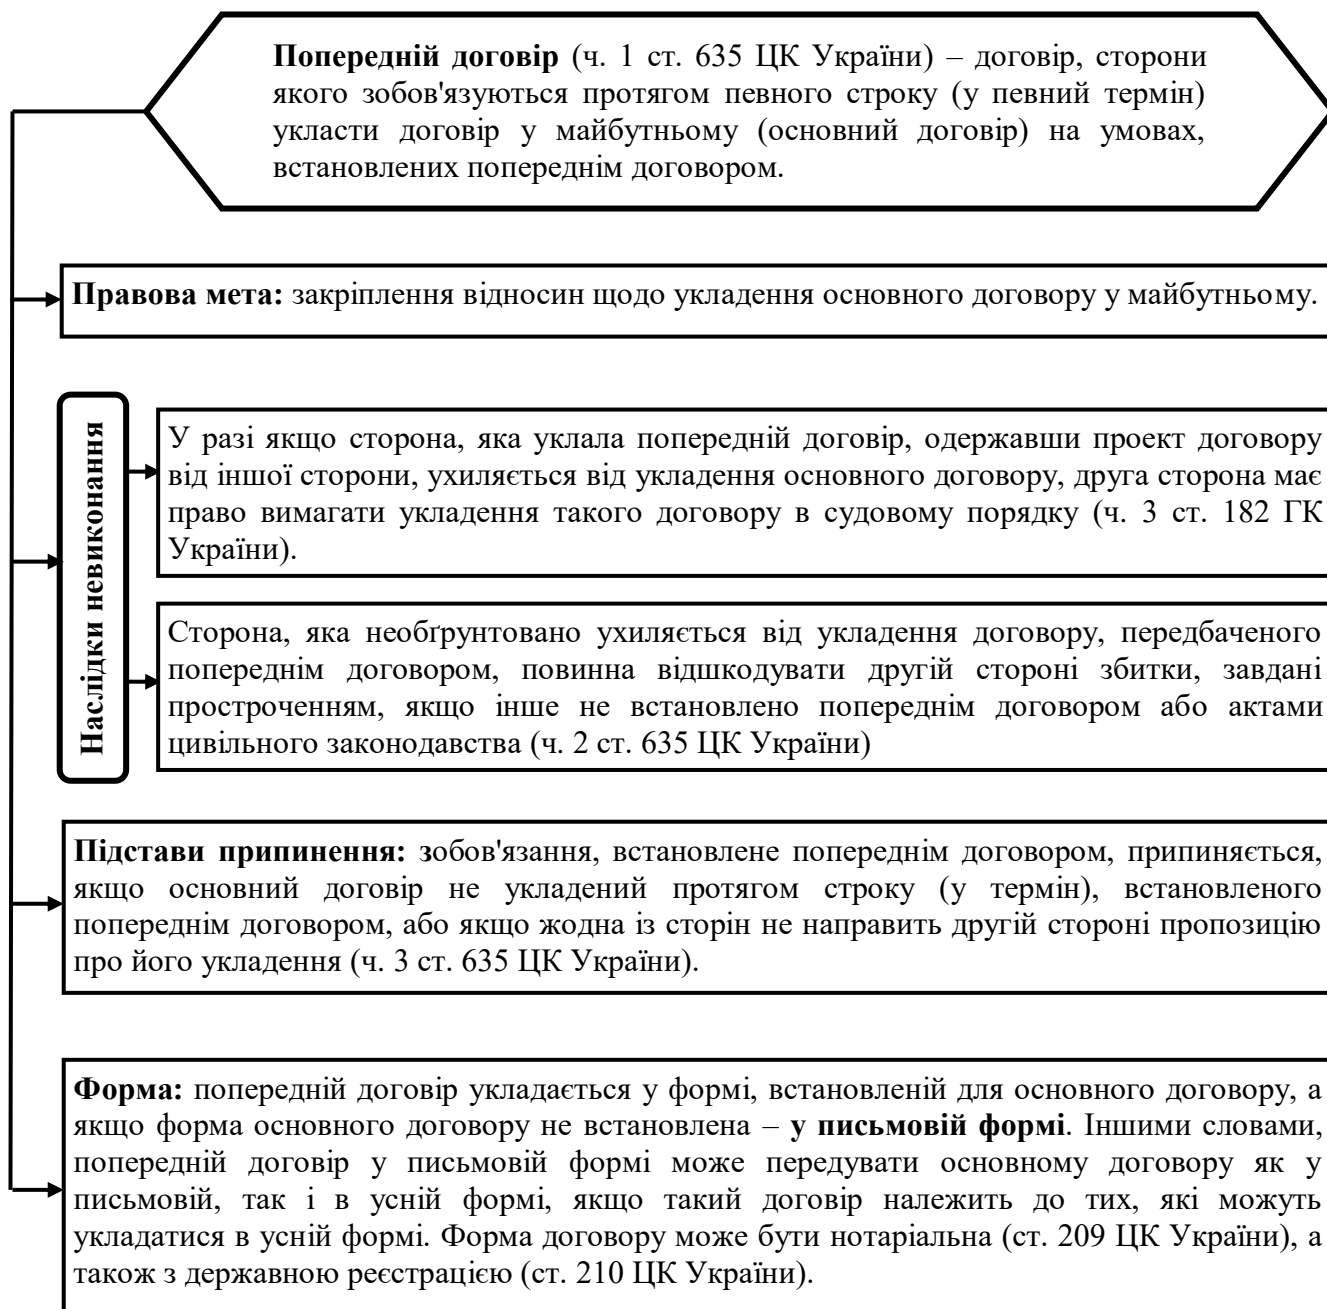 Попередній договір (ч. 1 ст. 635 ЦК України) – договір, сторони
якого зобов'язуються протягом певного строку (у певний термін)
укласти договір у майбутньому (основний договір) на умовах,
встановлених попереднім договором.
Правова мета: закріплення відносин щодо укладення основного договору у майбутньому.
Наслідки невиконання
У разі якщо сторона, яка уклала попередній договір, одержавши проект договору
від іншої сторони, ухиляється від укладення основного договору, друга сторона має
право вимагати укладення такого договору в судовому порядку (ч. 3 ст. 182 ГК
України).
Сторона, яка необґрунтовано ухиляється від укладення договору, передбаченого
попереднім договором, повинна відшкодувати другій стороні збитки, завдані
простроченням, якщо інше не встановлено попереднім договором або актами
цивільного законодавства (ч. 2 ст. 635 ЦК України)
Підстави припинення: зобов'язання, встановлене попереднім договором, припиняється,
якщо основний договір не укладений протягом строку (у термін), встановленого
попереднім договором, або якщо жодна із сторін не направить другій стороні пропозицію
про його укладення (ч. 3 ст. 635 ЦК України).
Форма: попередній договір укладається у формі, встановленій для основного договору, а
якщо форма основного договору не встановлена – у письмовій формі. Іншими словами,
попередній договір у письмовій формі може передувати основному договору як у
письмовій, так і в усній формі, якщо такий договір належить до тих, які можуть
укладатися в усній формі. Форма договору може бути нотаріальна (ст. 209 ЦК України), а
також з державною реєстрацією (ст. 210 ЦК України).